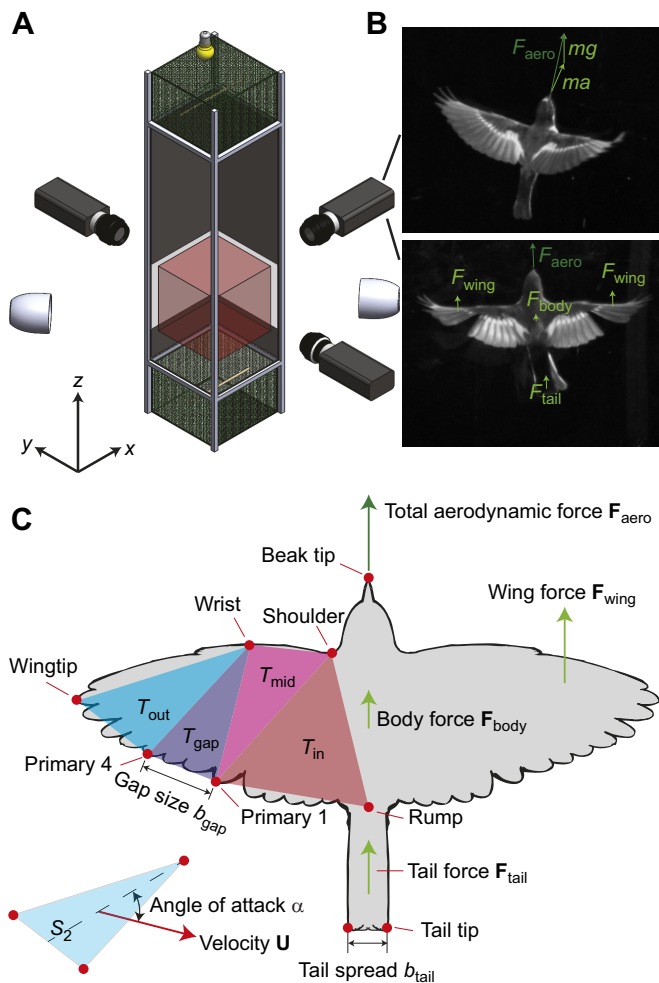 A
B
F_aero
mg
ma
F_aero
F_wing
F_wing
F_body
F_tail
z
y
x
C
Total aerodynamic force F_aero
Beak tip
Wing force F_wing
Wrist
Shoulder
Wingtip
T_mid
T_out
T_gap
T_in
Body force F_body
Primary 4
Gap size b_gap
Primary 1
Rump
Tail force F_tail
Angle of attack α
S_2
Velocity U
Tail tip
Tail spread b_tail